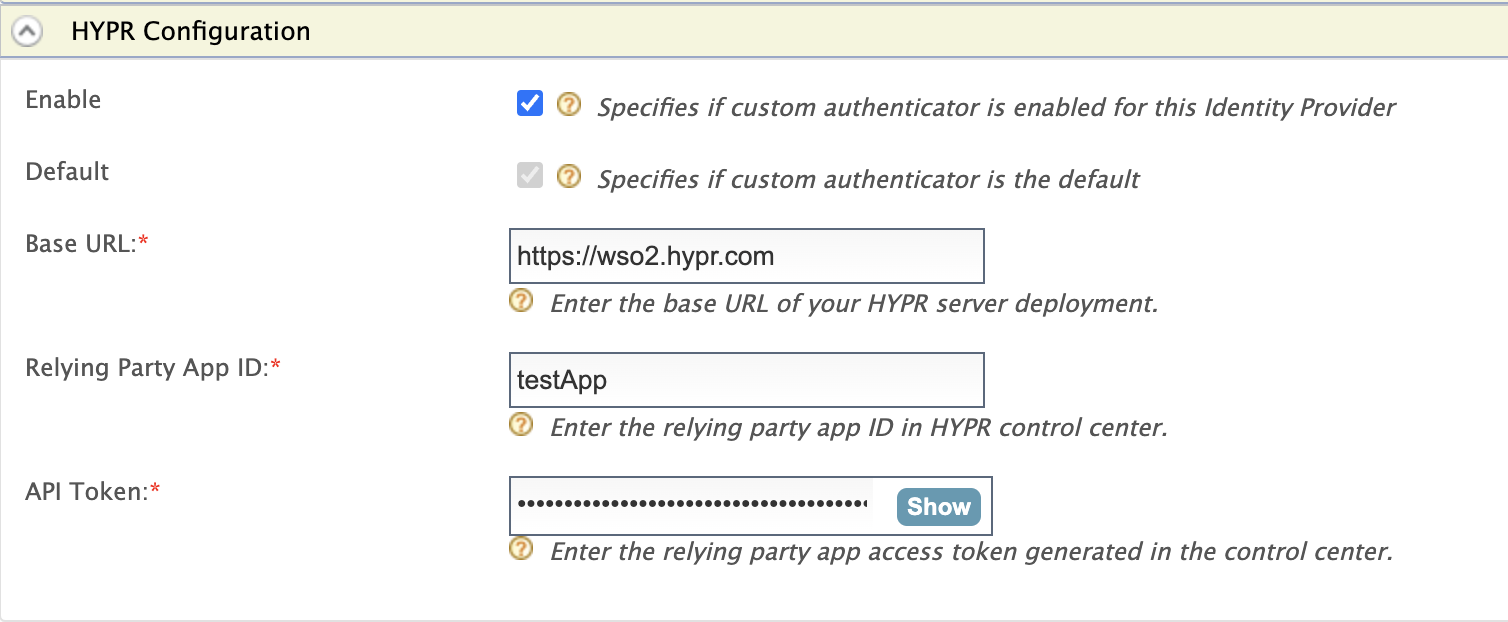 HYPR Configuration
Enable
Specifies if custom authenticator is enabled for this Identity Provider
Default
Specifies if custom authenticator is the default
Base URL:*
https://wso2.hypr.com
Enter the base URL of your HYPR server deployment.
Relying Party App ID:*
testApp
Enter the relying party app ID in HYPR control center.
API Token:*
Show
Enter the relying party app access token generated in the control center.